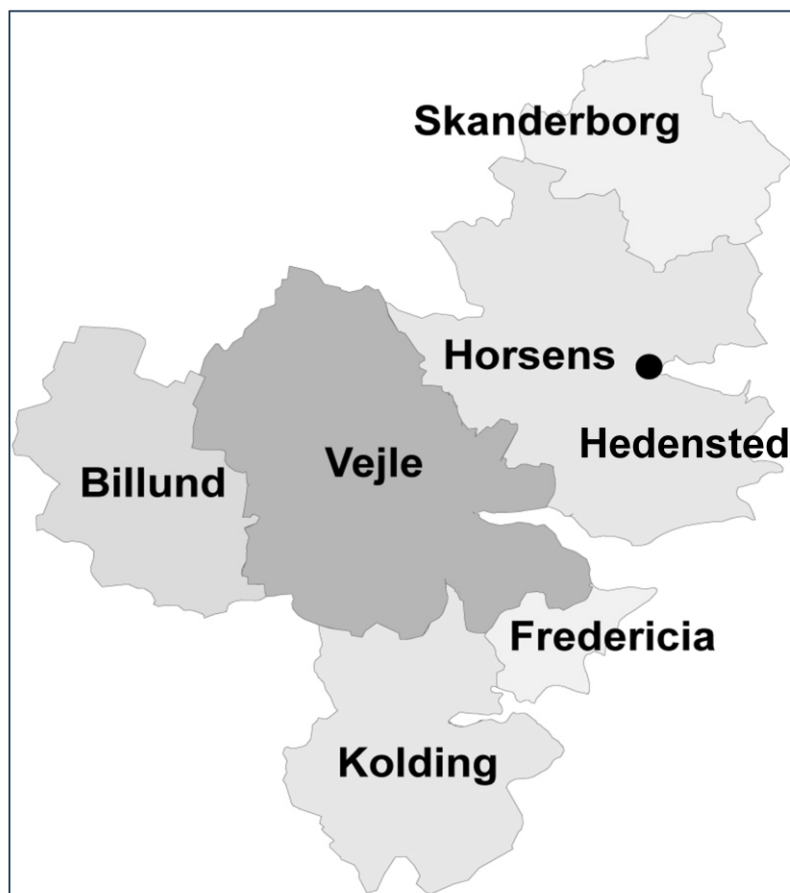 Skanderborg
Horsens
Hedensted
Vejle
Billund
Fredericia
Kolding